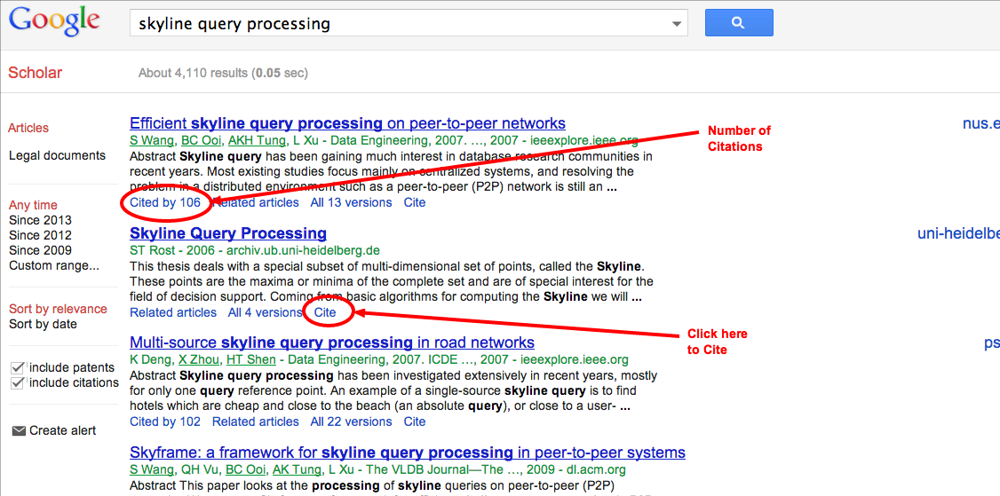 Google
skyline query processing
Scholar
About 4,110 results (0.05 sec)
Articles
Legal documents
Any time
Since 2013
Since 2012
Since 2009
Custom range...
Sort by relevance
Sort by date
include patents
include citations
Create alert
Efficient skyline query processing on peer-to-peer networks
S Wang, BC Ooi, AKH Tung, L Xu - Data Engineering, 2007. …, 2007 - ieeexplore.ieee.org
Abstract Skyline query has been gaining much interest in database research communities in
recent years. Most existing studies focus mainly on centralized systems, and resolving the
problem in a distributed environment such as a peer-to-peer (P2P) network is still an ...
Cited by 106 Related articles All 13 versions Cite
nus.e
Number of
Citations
Skyline Query Processing
ST Rost - 2006 - archiv.ub.uni-heidelberg.de
This thesis deals with a special subset of multi-dimensional set of points, called the Skyline.
These points are the maxima or minima of the complete set and are of special interest for the
field of decision support. Coming from basic algorithms for computing the Skyline we will ...
Related articles All 4 versions Cite
uni-heidelbe
Click here
to Cite
Multi-source skyline query processing in road networks
K Deng, X Zhou, HT Shen - Data Engineering, 2007. ICDE …, 2007 - ieeexplore.ieee.org
Abstract Skyline query processing has been investigated extensively in recent years, mostly
for only one query reference point. An example of a single-source skyline query is to find
hotels which are cheap and close to the beach (an absolute query), or close to a user- ...
Cited by 102 Related articles All 22 versions Cite
ps
Skyframe: a framework for skyline query processing in peer-to-peer systems
S Wang, QH Vu, BC Ooi, AK Tung, L Xu - The VLDB Journal—The …, 2009 - dl.acm.org
Abstract This paper looks at the processing of skyline queries on peer-to-peer (P2P)